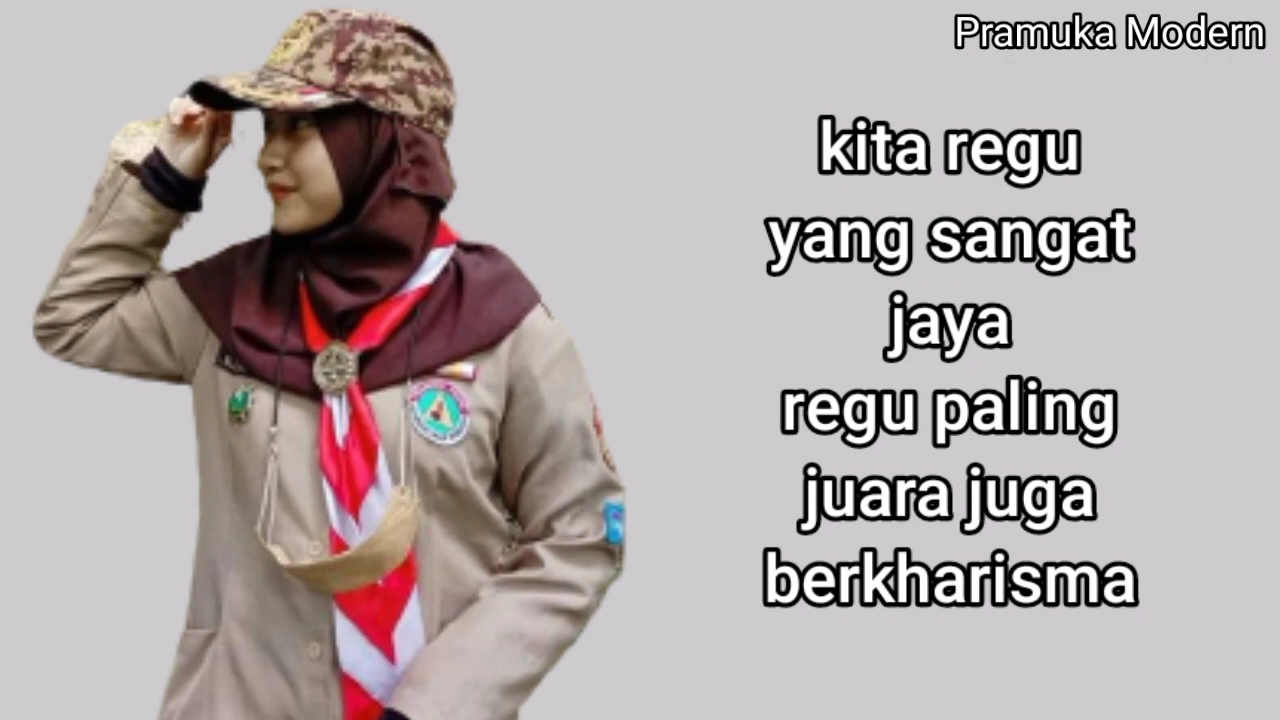 Pramuka Modern
kita regu
yang sangat
jaya
regu paling
juara juga
berkharisma